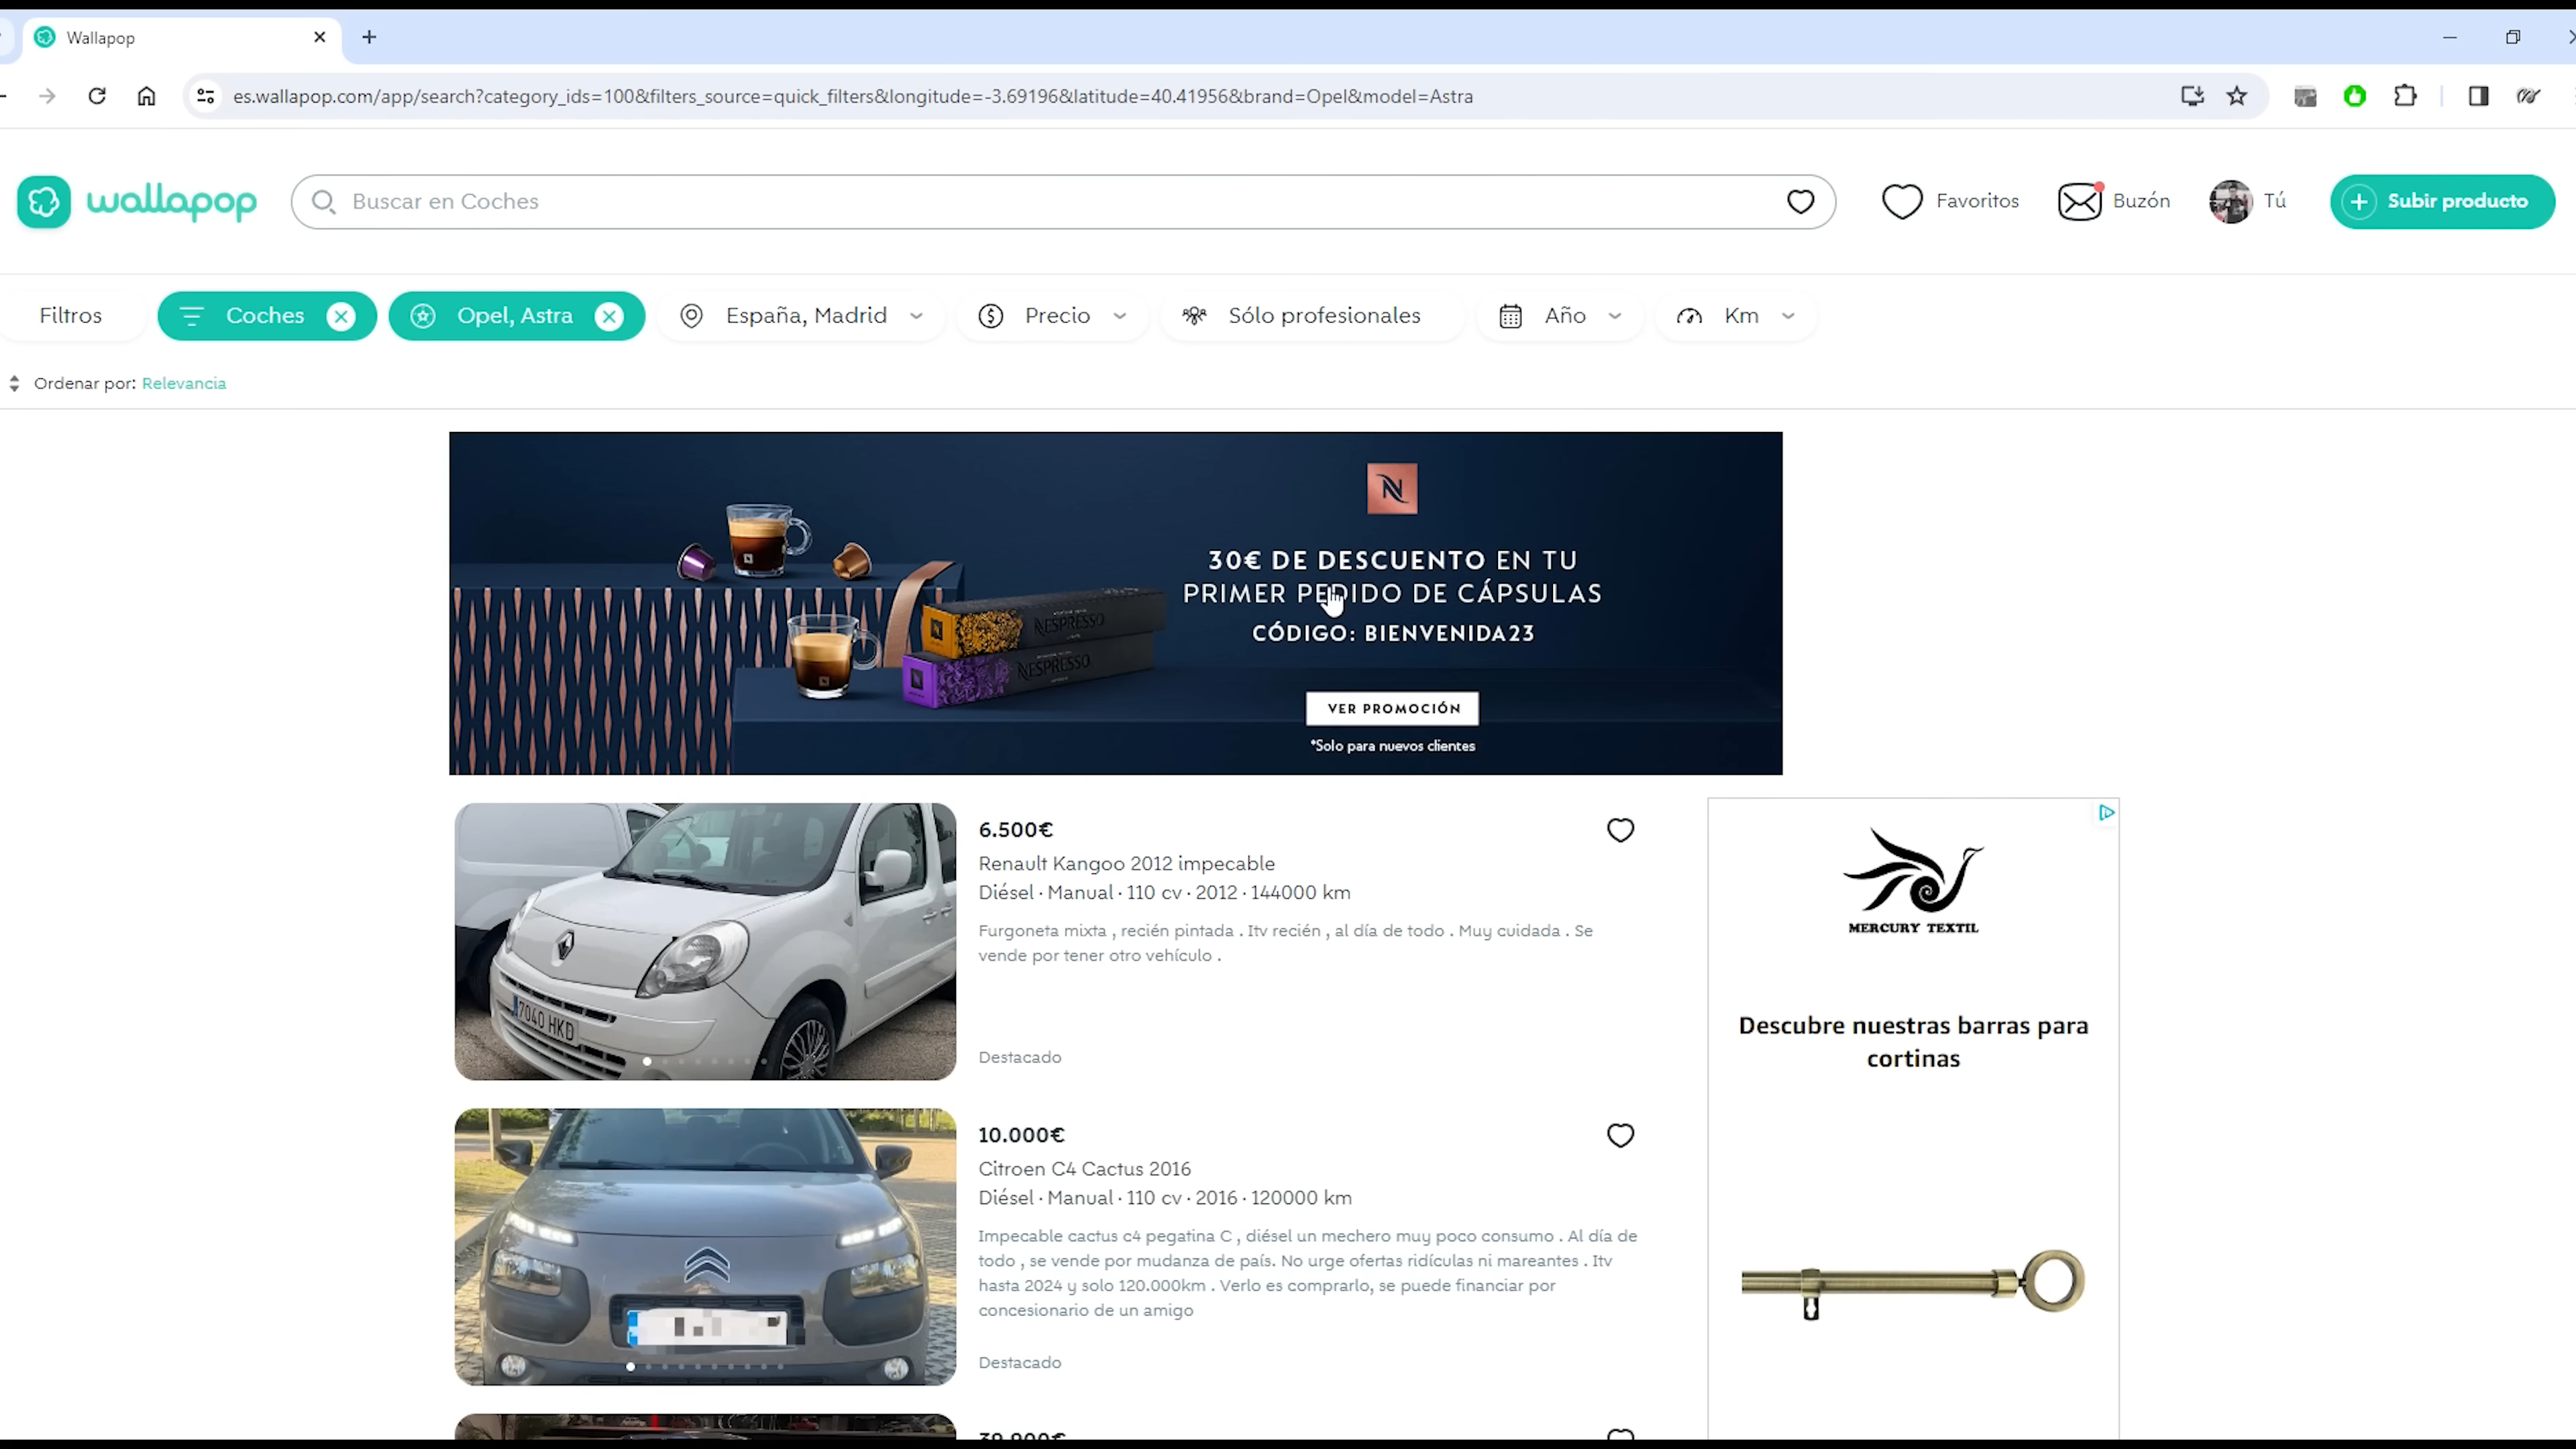 Wallapop
es.wallapop.com/app/search?category_ids=100&filters_source=quick_filters&longitude=-3.69196&latitude=40.41956&brand=Opel&model=Astra
wallapop
Buscar en Coches
Favoritos
Buzón
Tú
Subir producto
Filtros
Coches
Opel, Astra
España, Madrid
Precio
Sólo profesionales
Año
Km
Ordenar por: Relevancia
N
30€ DE DESCUENTO EN TU
PRIMER PEDIDO DE CÁPSULAS
CÓDIGO: BIENVENIDA23
NESPRESSO
NESPRESSO
VER PROMOCIÓN
*Solo para nuevos clientes
6.500€
Renault Kangoo 2012 impecable
Diésel · Manual · 110 cv · 2012 · 144000 km
Furgoneta mixta , recién pintada . Itv recién , al día de todo . Muy cuidada . Se
vende por tener otro vehículo .
Destacado
7040 HKD
MERCURY TEXTIL
Descubre nuestras barras para
cortinas
10.000€
Citroen C4 Cactus 2016
Diésel · Manual · 110 cv · 2016 · 120000 km
Impecable cactus c4 pegatina C , diésel un mechero muy poco consumo . Al día de
todo , se vende por mudanza de país. No urge ofertas ridículas ni mareantes . Itv
hasta 2024 y solo 120.000km . Verlo es comprarlo, se puede financiar por
concesionario de un amigo
Destacado
39.900€